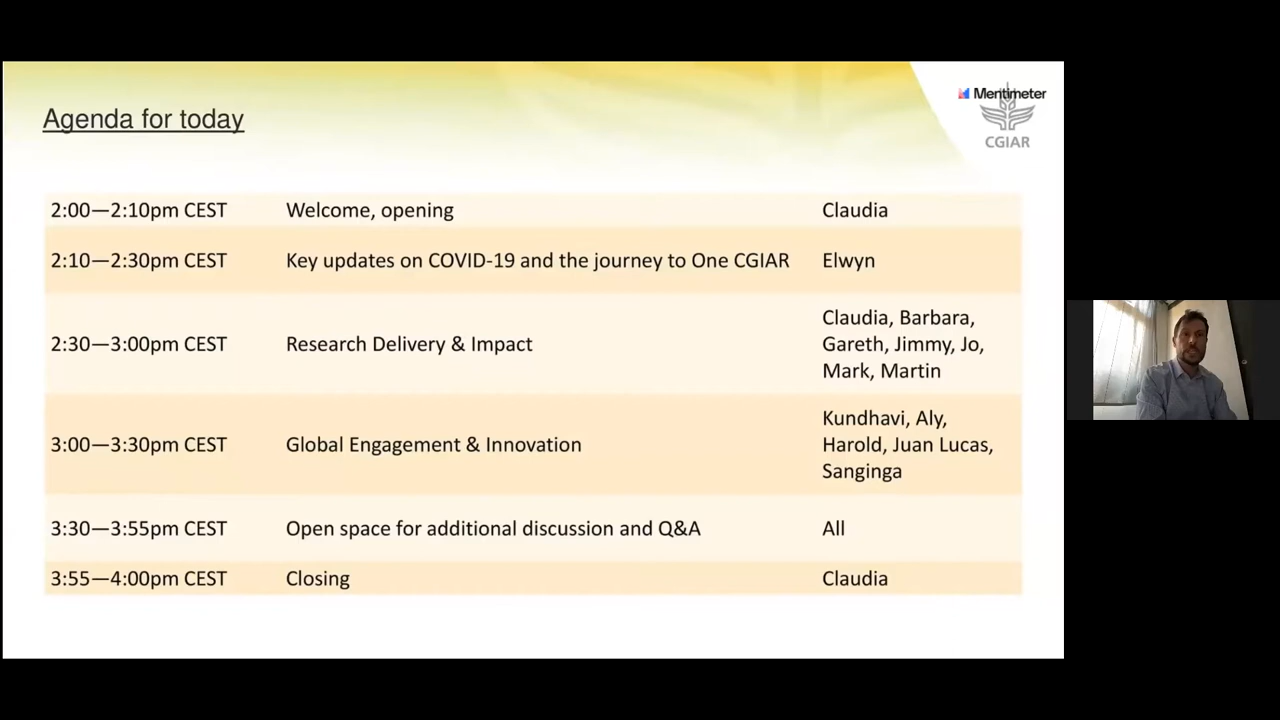 Mentimeter
Agenda for today
CGIAR
2:00—2:10pm CEST Welcome, opening Claudia
2:10—2:30pm CEST Key updates on COVID-19 and the journey to One CGIAR Elwyn
2:30—3:00pm CEST Research Delivery & Impact Claudia, Barbara,
Gareth, Jimmy, Jo,
Mark, Martin
3:00—3:30pm CEST Global Engagement & Innovation Kundhavi, Aly,
Harold, Juan Lucas,
Sanginga
3:30—3:55pm CEST Open space for additional discussion and Q&A All
3:55—4:00pm CEST Closing Claudia